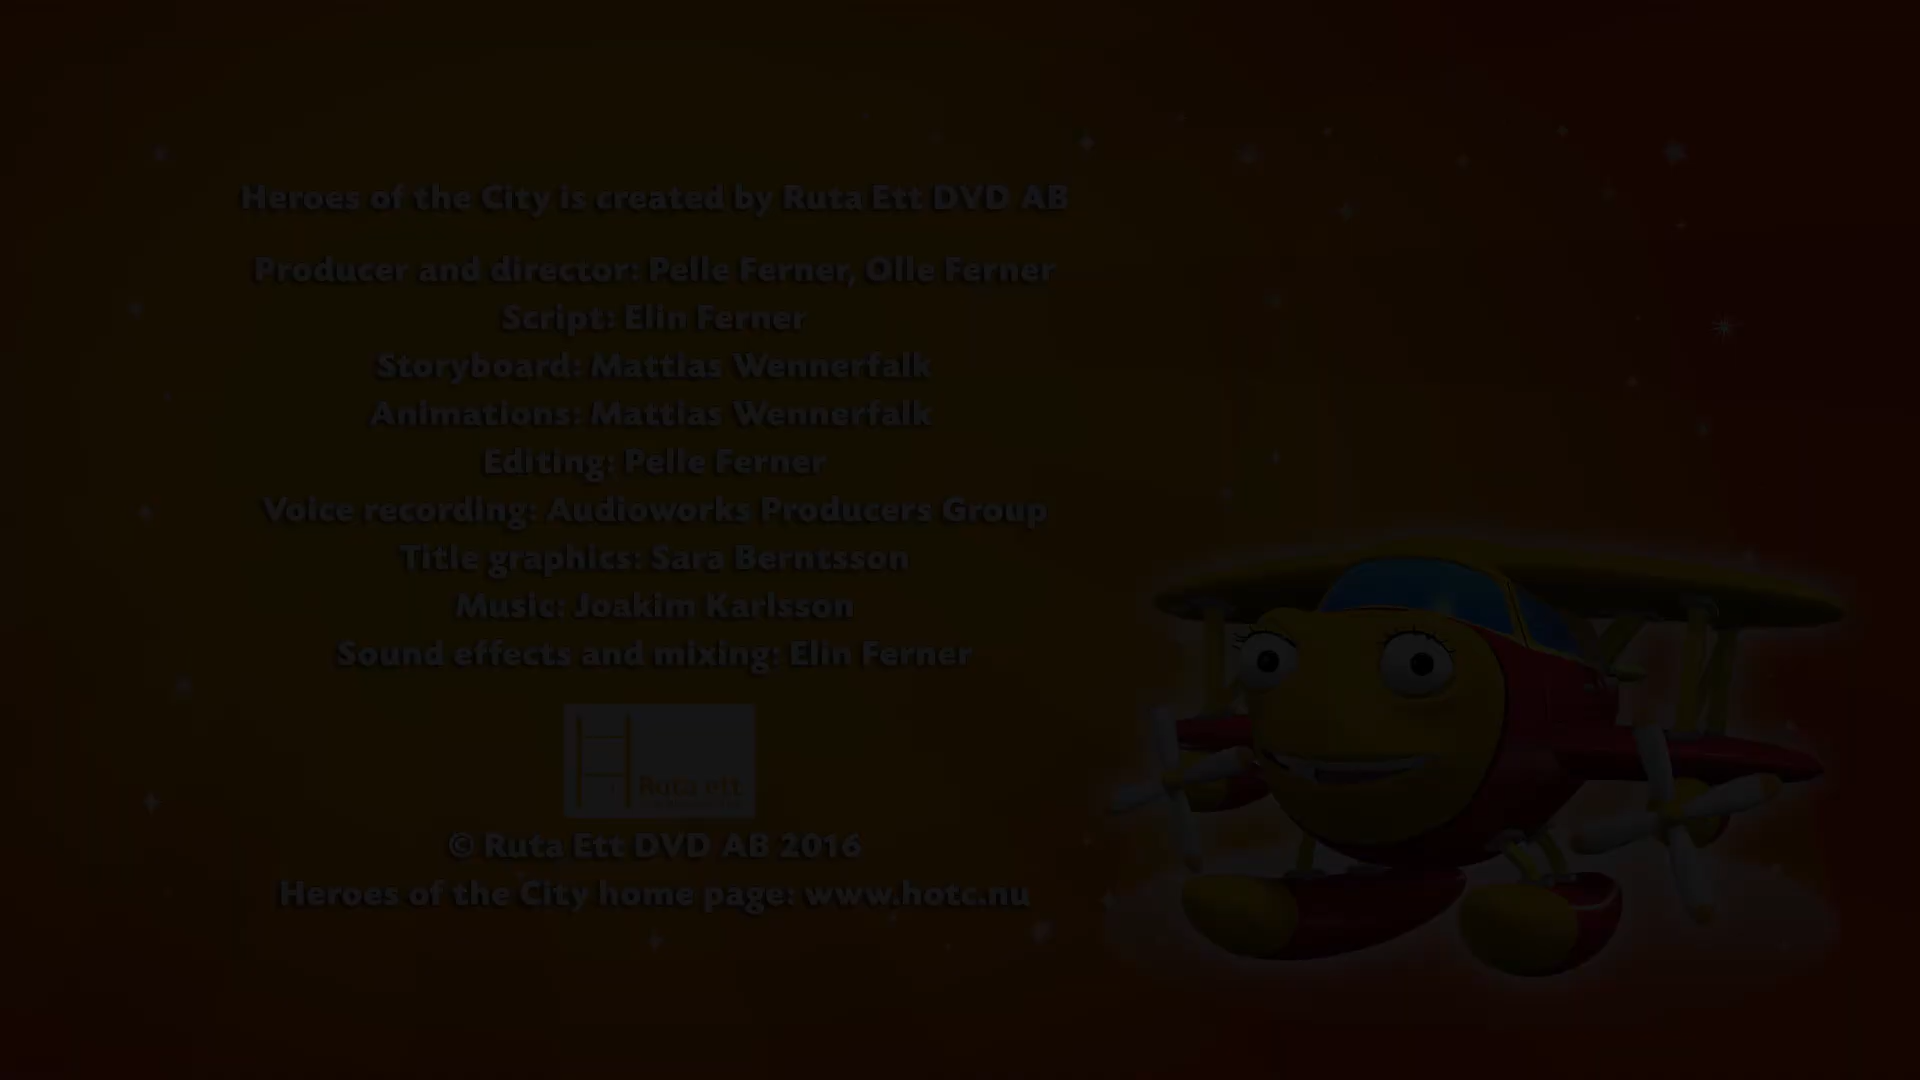 Heroes of the City is created by Ruta Ett DVD AB
Producer and director: Pelle Ferner, Olle Ferner
Script: Elin Ferner
Storyboard: Mattias Wennerfalk
Animations: Mattias Wennerfalk
Editing: Pelle Ferner
Voice recording: Audioworks Producers Group
Title graphics: Sara Berntsson
Music: Joakim Karlsson
Sound effects and mixing: Elin Ferner
Ruta ett
© Ruta Ett DVD AB 2016
Heroes of the City home page: www.hotc.nu